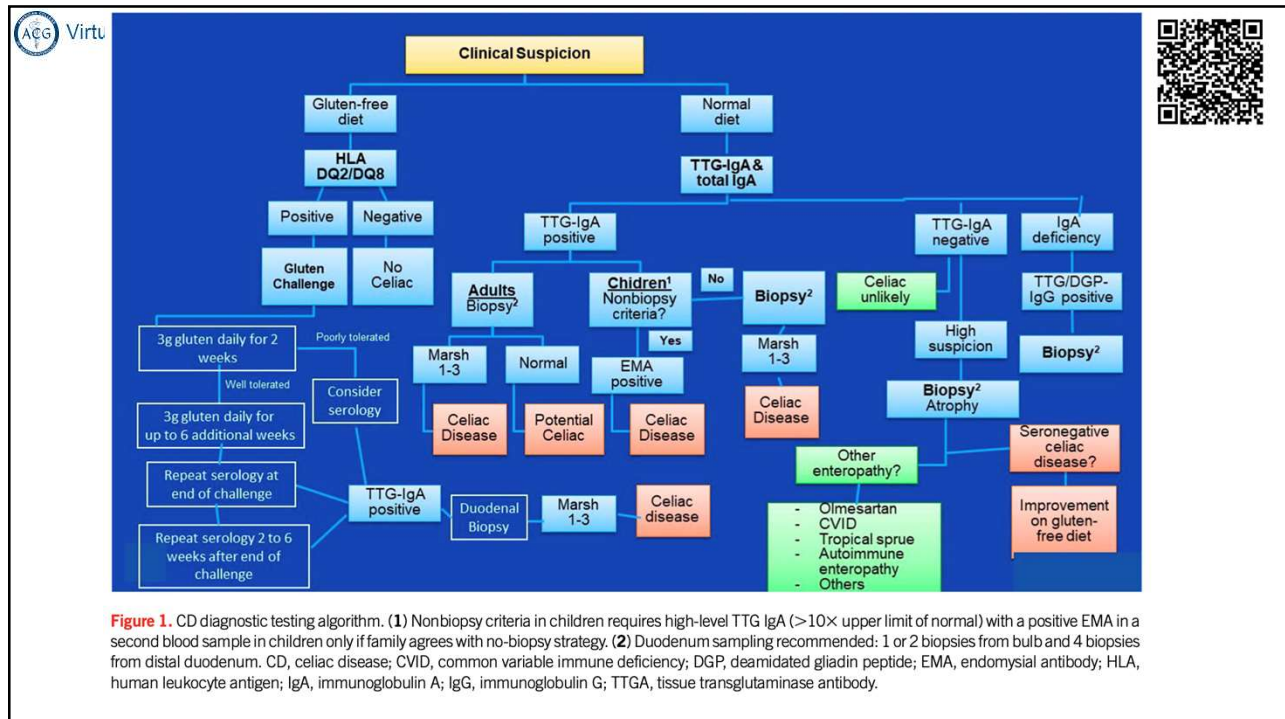 ACG
Virtu
Clinical Suspicion
Gluten-free
diet
Normal
diet
HLA
DQ2/DQ8
TTG-IgA &
total IgA
Positive
Negative
TTG-IgA
positive
TTG-IgA
negative
IgA
deficiency
Gluten
Challenge
No
Celiac
Adults
Biopsy²
Chidren¹
Nonbiopsy
criteria?
No
Biopsy²
Celiac
unlikely
TTG/DGP-
IgG positive
3g gluten daily for 2
weeks
Poorly tolerated
Marsh
1-3
Normal
Yes
EMA
positive
Marsh
1-3
High
suspicion
Biopsy²
Well tolerated
Consider
serology
Biopsy²
Atrophy
3g gluten daily for
up to 6 additional weeks
Celiac
Disease
Potential
Celiac
Celiac
Disease
Celiac
Disease
Other
enteropathy?
Seronegative
celiac
disease?
Repeat serology at
end of challenge
TTG-IgA
positive
Duodenal
Biopsy
Marsh
1-3
Celiac
disease
Repeat serology 2 to 6
weeks after end of
challenge
- Olmesartan
- CVID
- Tropical sprue
- Autoimmune
enteropathy
- Others
Improvement
on gluten-
free diet
Figure 1. CD diagnostic testing algorithm. (1) Nonbiopsy criteria in children requires high-level TTG IgA (>10× upper limit of normal) with a positive EMA in a
second blood sample in children only if family agrees with no-biopsy strategy. (2) Duodenum sampling recommended: 1 or 2 biopsies from bulb and 4 biopsies
from distal duodenum. CD, celiac disease; CVID, common variable immune deficiency; DGP, deamidated gliadin peptide; EMA, endomysial antibody; HLA,
human leukocyte antigen; IgA, immunoglobulin A; IgG, immunoglobulin G; TTGA, tissue transglutaminase antibody.